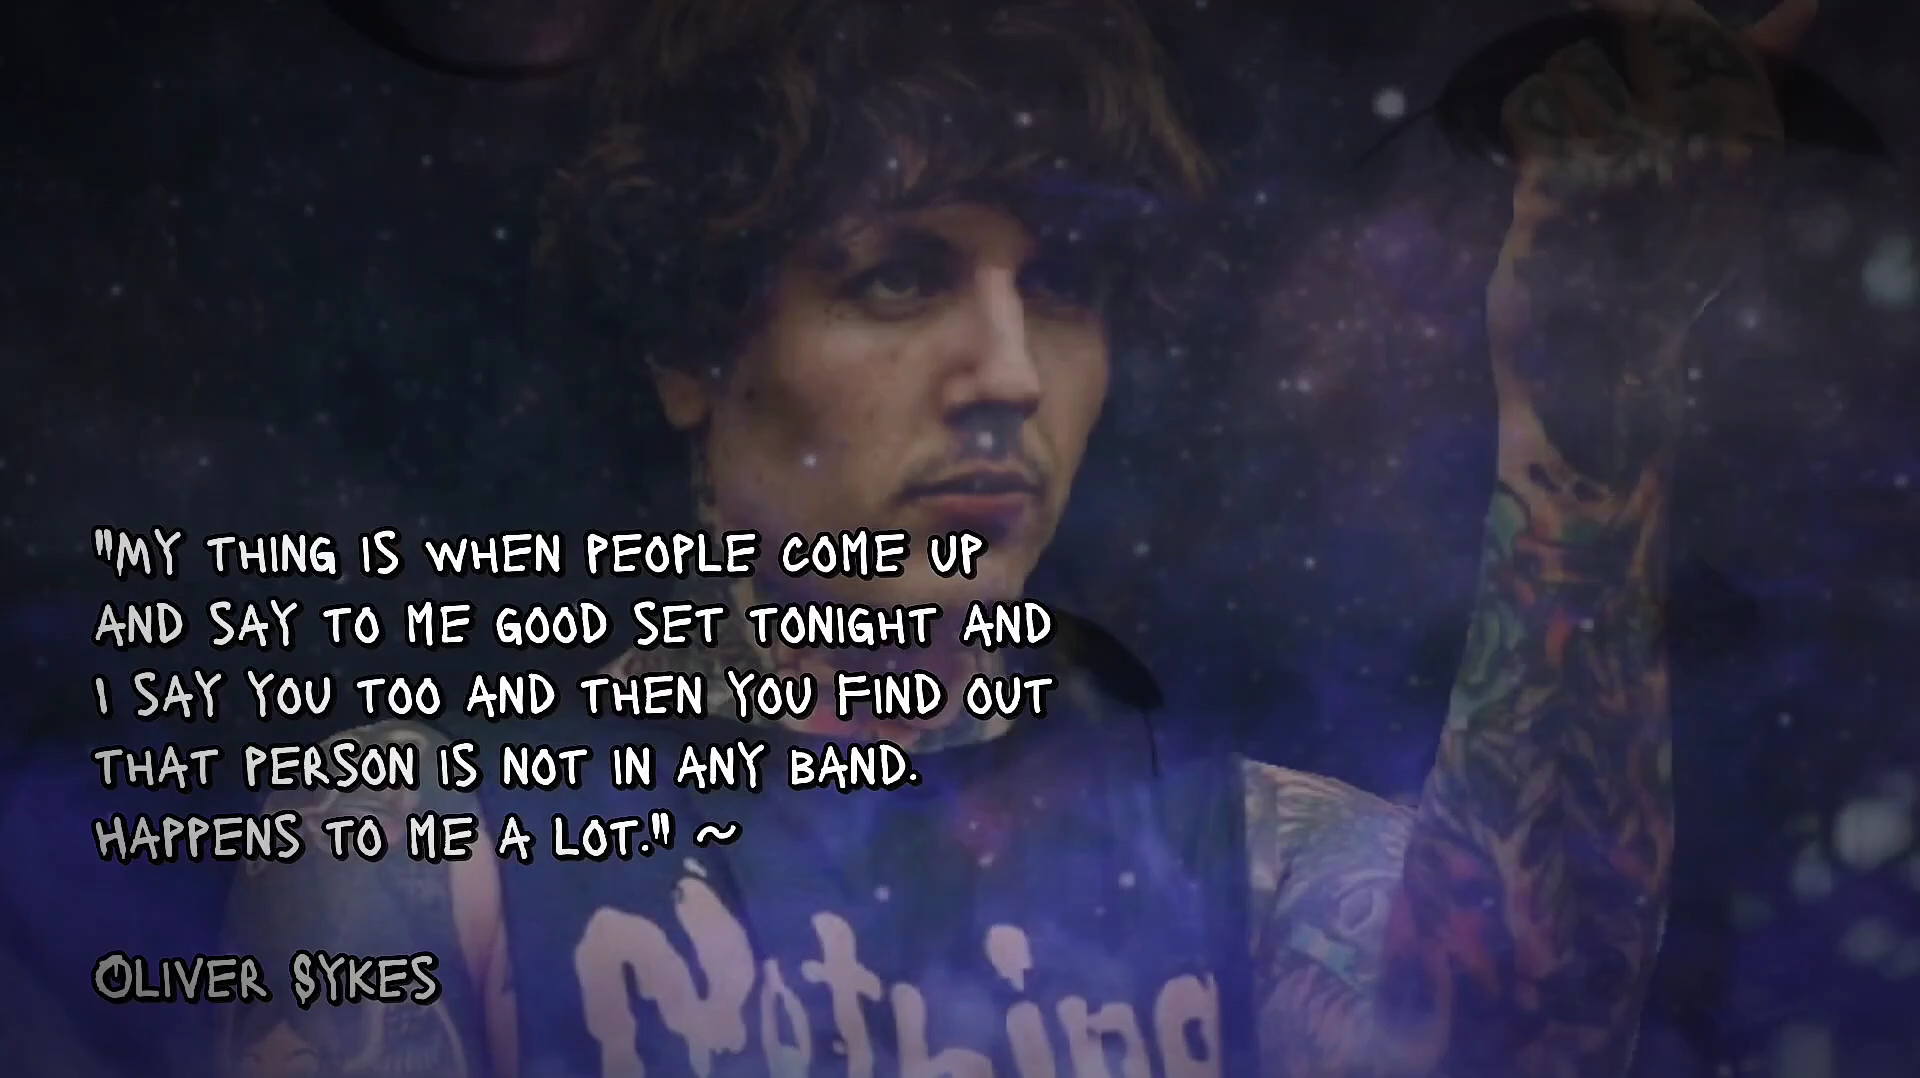 "MY THING IS WHEN PEOPLE COME UP
AND SAY TO ME GOOD SET TONIGHT AND
I SAY YOU TOO AND THEN YOU FIND OUT
THAT PERSON IS NOT IN ANY BAND.
HAPPENS TO ME A LOT." ~
OLIVER SYKES
Nothing